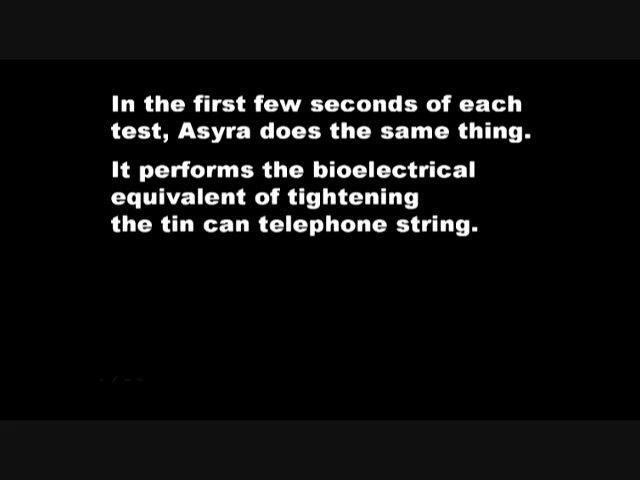 In the first few seconds of each
test, Asyra does the same thing.
It performs the bioelectrical
equivalent of tightening
the tin can telephone string.